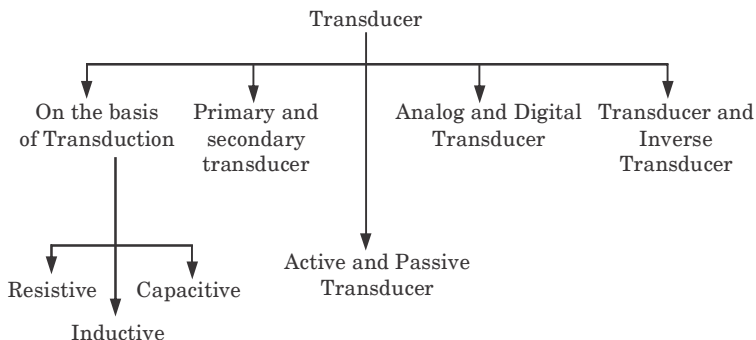 Transducer
On the basis
of Transduction
Primary and
secondary
transducer
Analog and Digital
Transducer
Transducer and
Inverse
Transducer
Active and Passive
Transducer
Resistive
Capacitive
Inductive